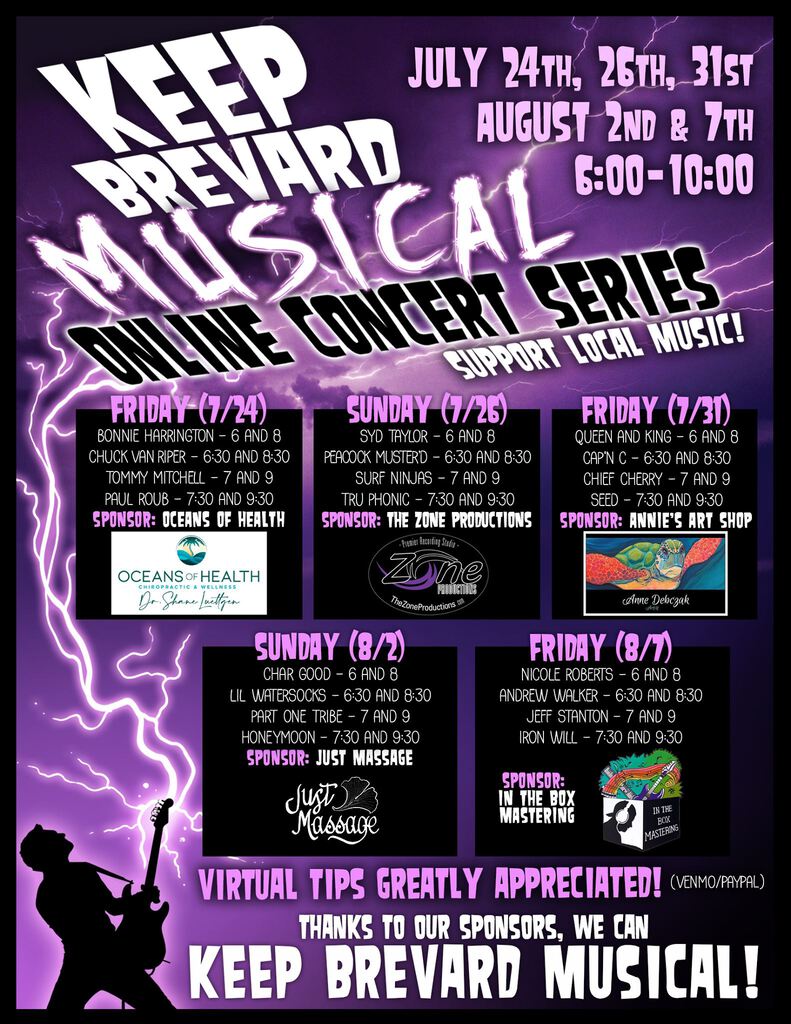 KEEP
BREVARD
MUSICAL
ONLINE CONCERT SERIES
SUPPORT LOCAL MUSIC!
JULY 24TH, 26TH, 31ST
AUGUST 2ND & 7TH
6:00-10:00
FRIDAY (7/24)
BONNIE HARRINGTON - 6 AND 8
CHUCK VAN RIPER - 6:30 AND 8:30
TOMMY MITCHELL - 7 AND 9
PAUL ROUB - 7:30 AND 9:30
SPONSOR: OCEANS OF HEALTH
OCEANS OF HEALTH
CHIROPRACTIC & WELLNESS
Dr. Shane Luettgen
SUNDAY (7/26)
SYD TAYLOR - 6 AND 8
PEACOCK MUSTER'D - 6:30 AND 8:30
SURF NINJAS - 7 AND 9
TRU PHONIC - 7:30 AND 9:30
SPONSOR: THE ZONE PRODUCTIONS
- Premier Recording Studio -
Zone
PRODUCTIONS
TheZoneProductions.com
FRIDAY (7/31)
QUEEN AND KING - 6 AND 8
CAP'N C - 6:30 AND 8:30
CHIEF CHERRY - 7 AND 9
SEED - 7:30 AND 9:30
SPONSOR: ANNIE'S ART SHOP
Anne Debczak
SUNDAY (8/2)
CHAR GOOD - 6 AND 8
LIL WATERSOCKS - 6:30 AND 8:30
PART ONE TRIBE - 7 AND 9
HONEYMOON - 7:30 AND 9:30
SPONSOR: JUST MASSAGE
Just
Massage
FRIDAY (8/7)
NICOLE ROBERTS - 6 AND 8
ANDREW WALKER - 6:30 AND 8:30
JEFF STANTON - 7 AND 9
IRON WILL - 7:30 AND 9:30
SPONSOR:
IN THE BOX
MASTERING
IN THE
BOX
MASTERING
VIRTUAL TIPS GREATLY APPRECIATED! (VENMO/PAYPAL)
THANKS TO OUR SPONSORS, WE CAN
KEEP BREVARD MUSICAL!